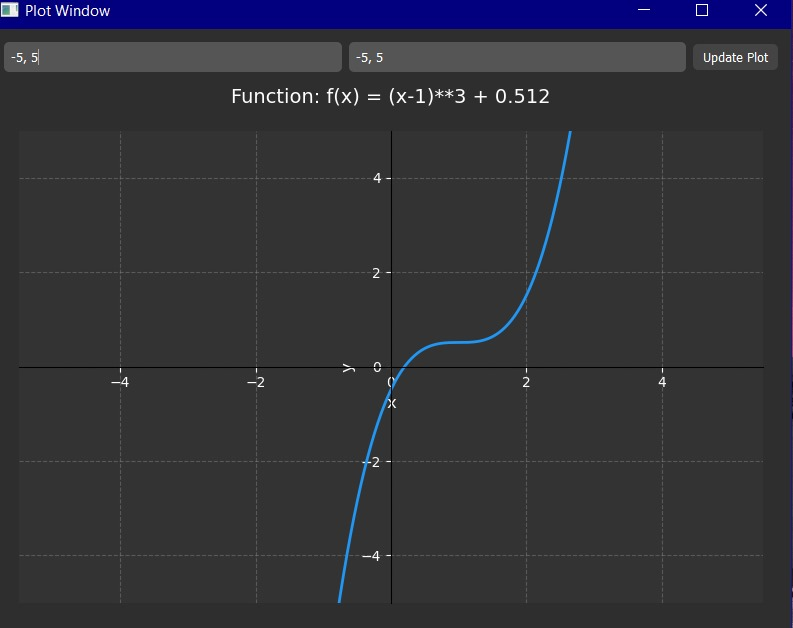 Plot Window
-5, 5 -5, 5 Update Plot
Function: f(x) = (x-1)**3 + 0.512
4
2
y 0
−4 −2 0 2 4
x
−2
−4